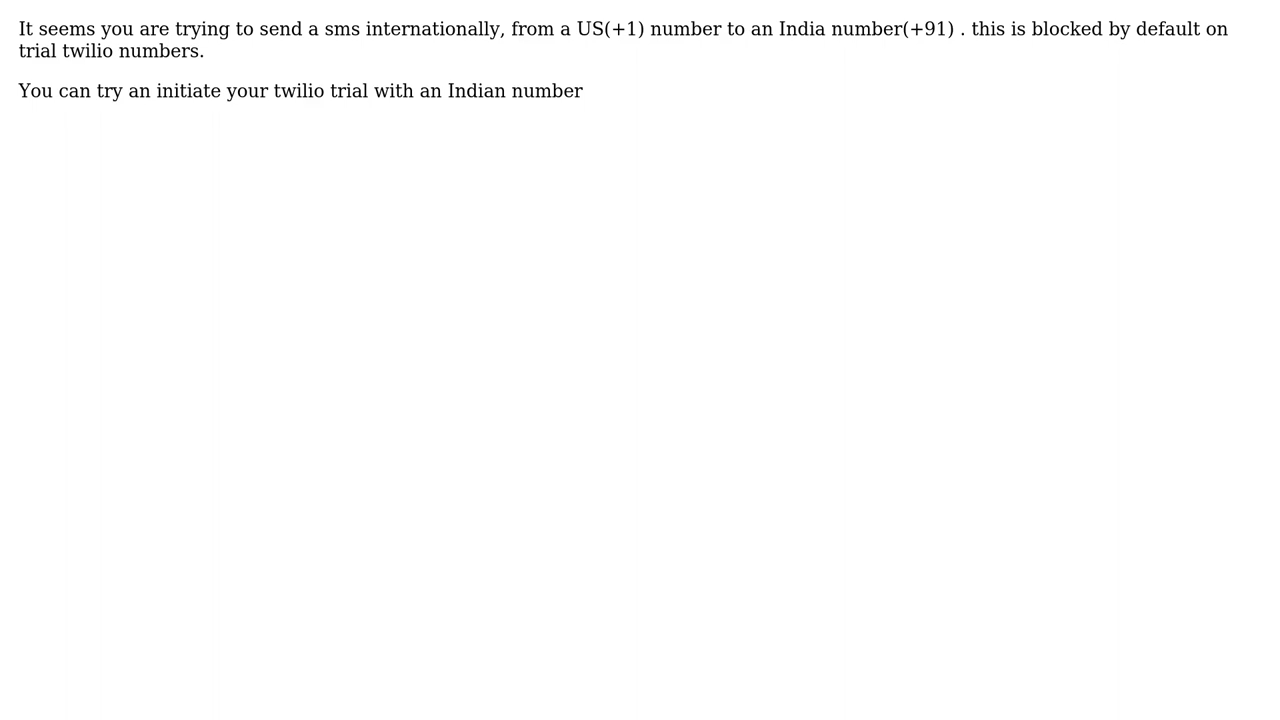 It seems you are trying to send a sms internationally, from a US(+1) number to an India number(+91) . this is blocked by default on
trial twilio numbers.
You can try an initiate your twilio trial with an Indian number